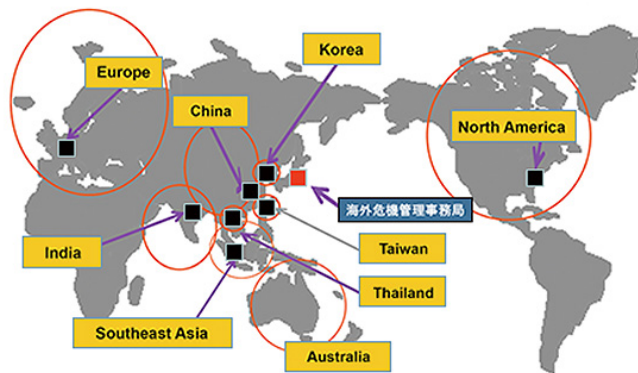 Korea
Europe
China
North America
海外危機管理事務局
India
Taiwan
Thailand
Southeast Asia
Australia